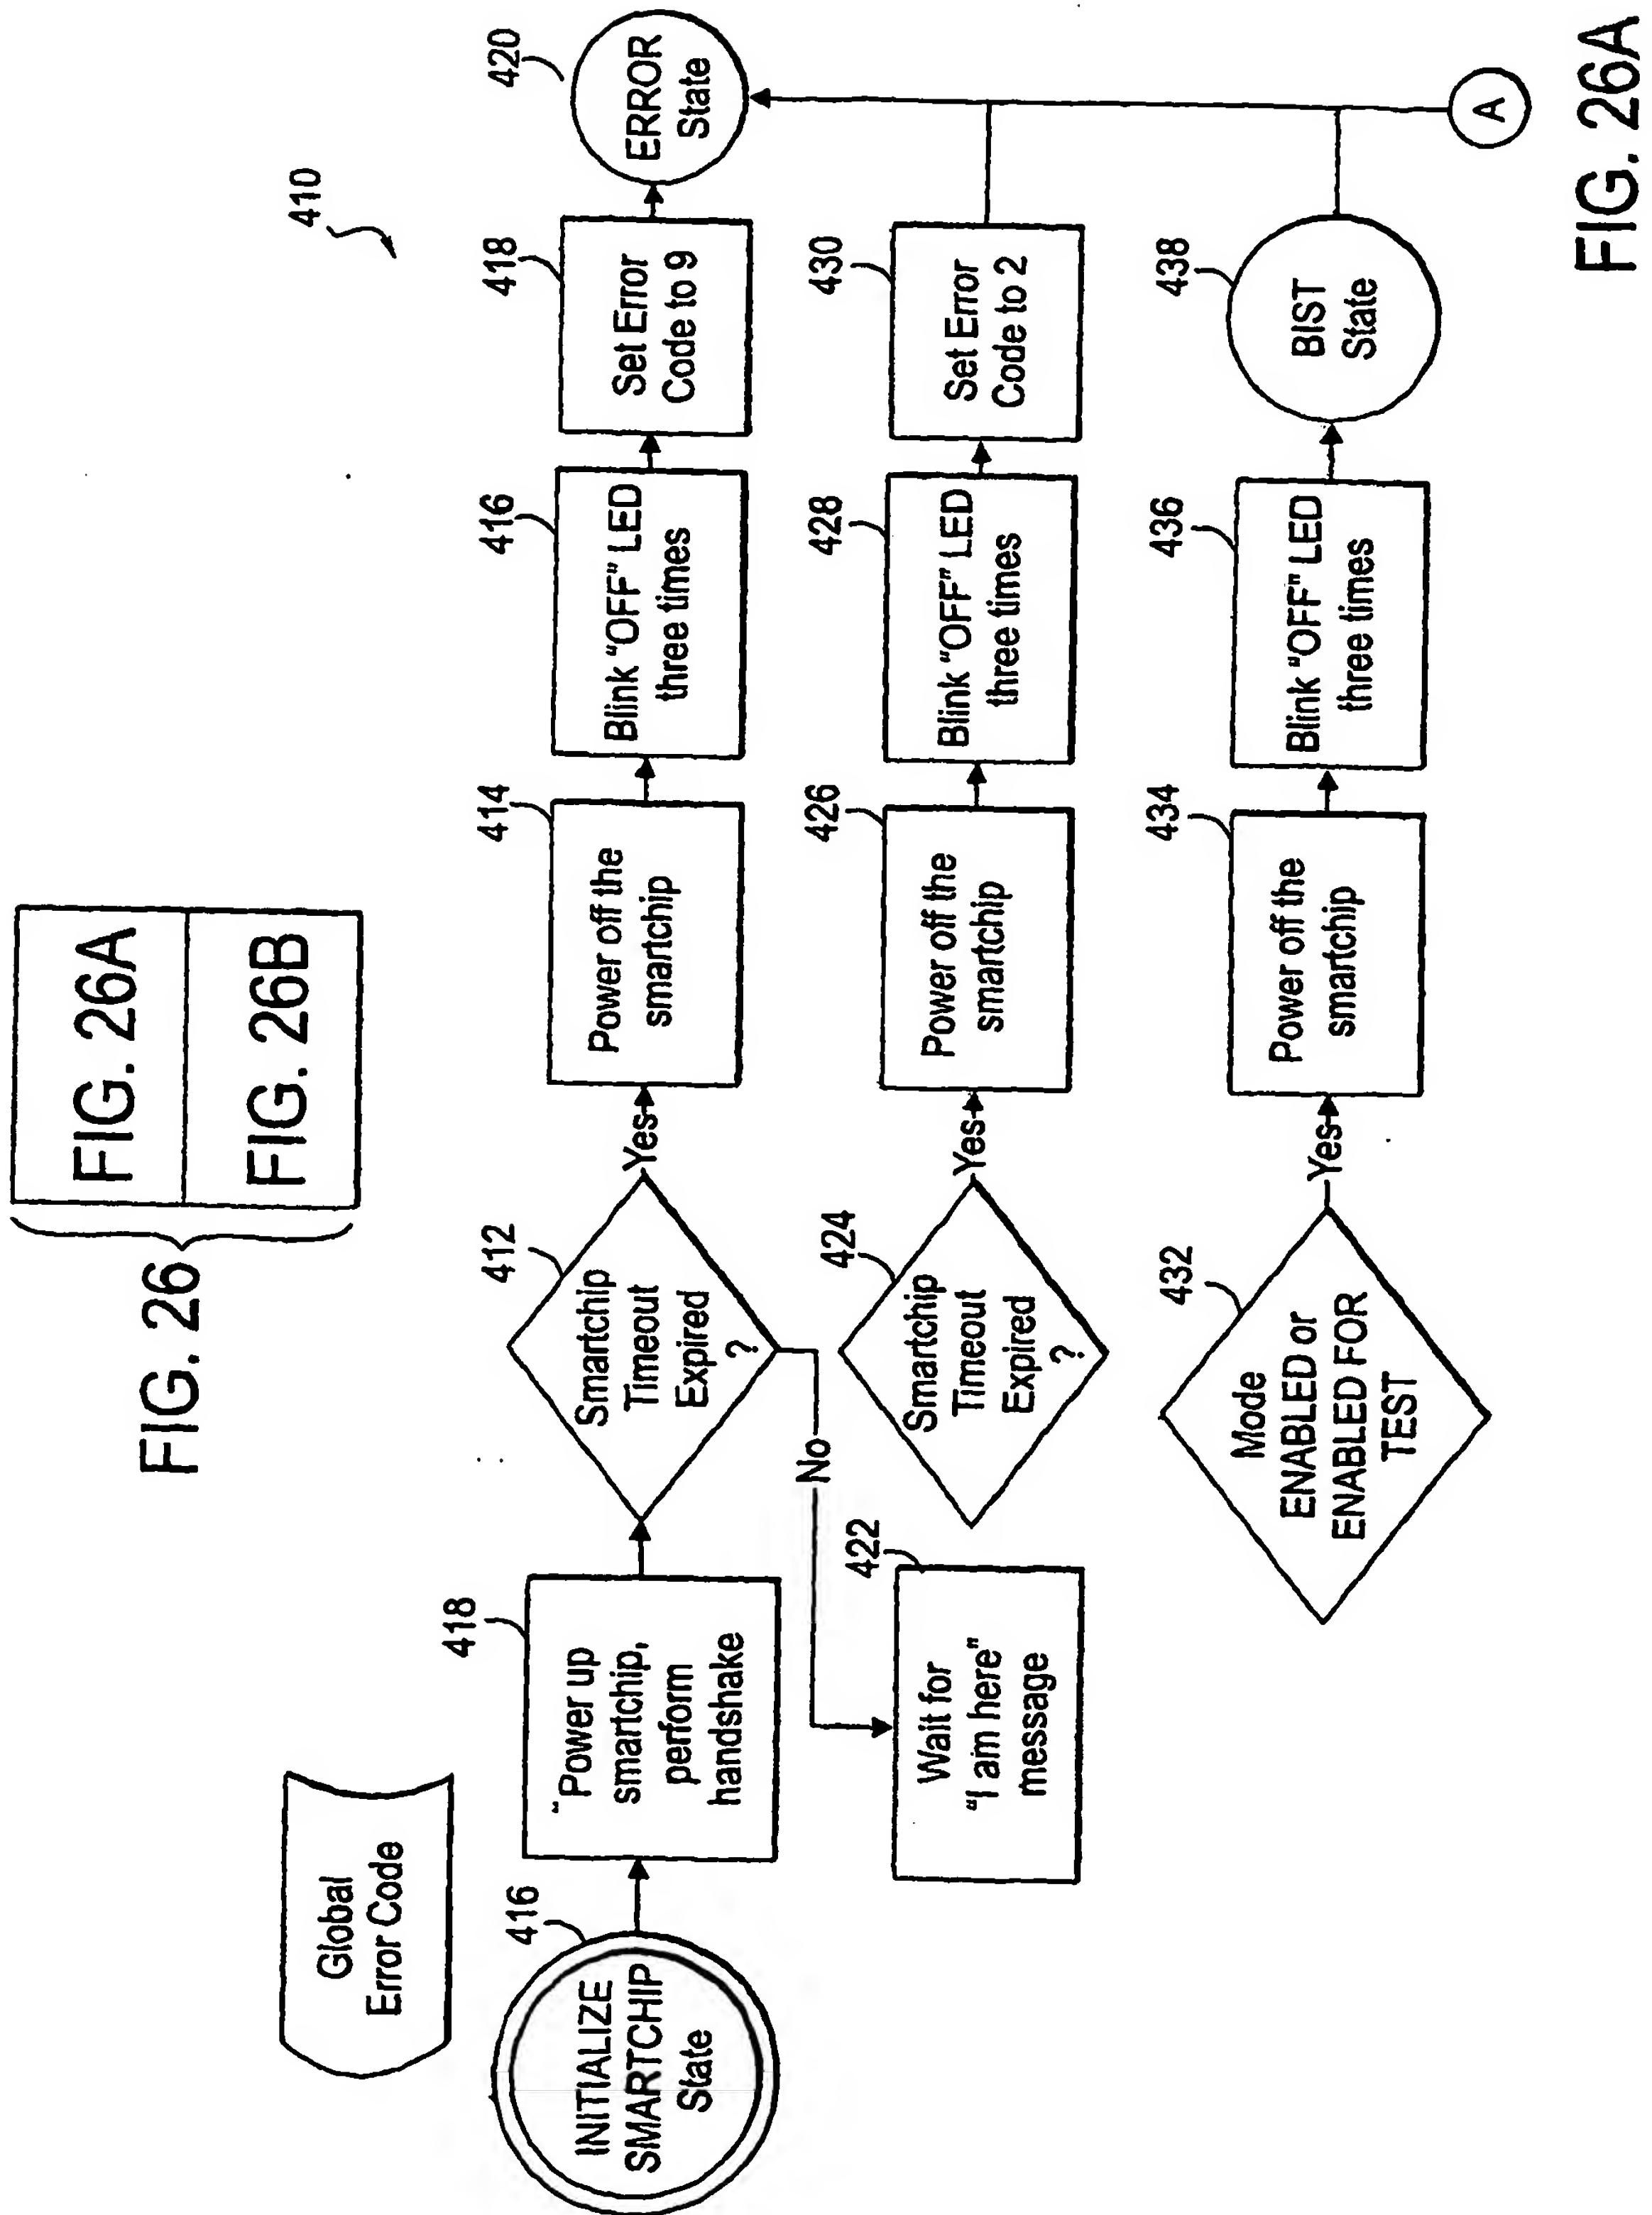 FIG. 26
FIG. 26A
FIG. 26B
410
Global
Error Code
416
INITIALIZE
SMARTCHIP
State
418
Power up
smartchip,
perform
handshake
412
Smartchip
Timeout
Expired
?
Yes
414
Power off the
smartchip
416
Blink "OFF" LED
three times
418
Set Error
Code to 9
420
ERROR
State
No
422
Wait for
"I am here"
message
424
Smartchip
Timeout
Expired
?
Yes
426
Power off the
smartchip
428
Blink "OFF" LED
three times
430
Set Error
Code to 2
432
Mode
ENABLED or
ENABLED FOR
TEST
Yes
434
Power off the
smartchip
436
Blink "OFF" LED
three times
438
BIST
State
A
FIG. 26A